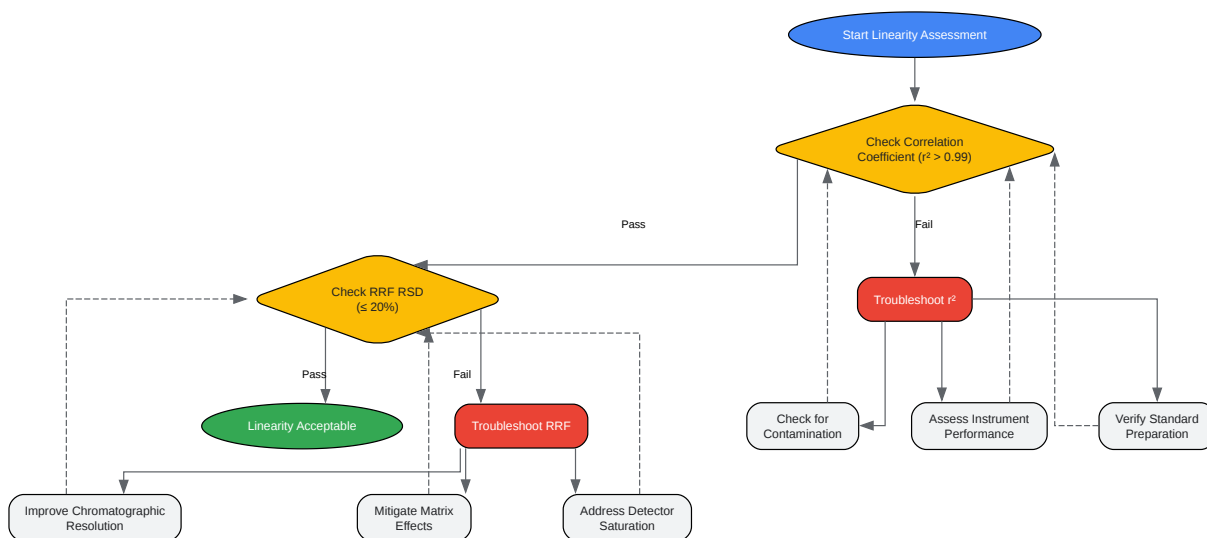 Start Linearity Assessment
Check Correlation
Coefficient (r² > 0.99)
Pass
Fail
Check RRF RSD
(≤ 20%)
Troubleshoot r²
Pass
Fail
Linearity Acceptable
Troubleshoot RRF
Check for
Contamination
Assess Instrument
Performance
Verify Standard
Preparation
Improve Chromatographic
Resolution
Mitigate Matrix
Effects
Address Detector
Saturation